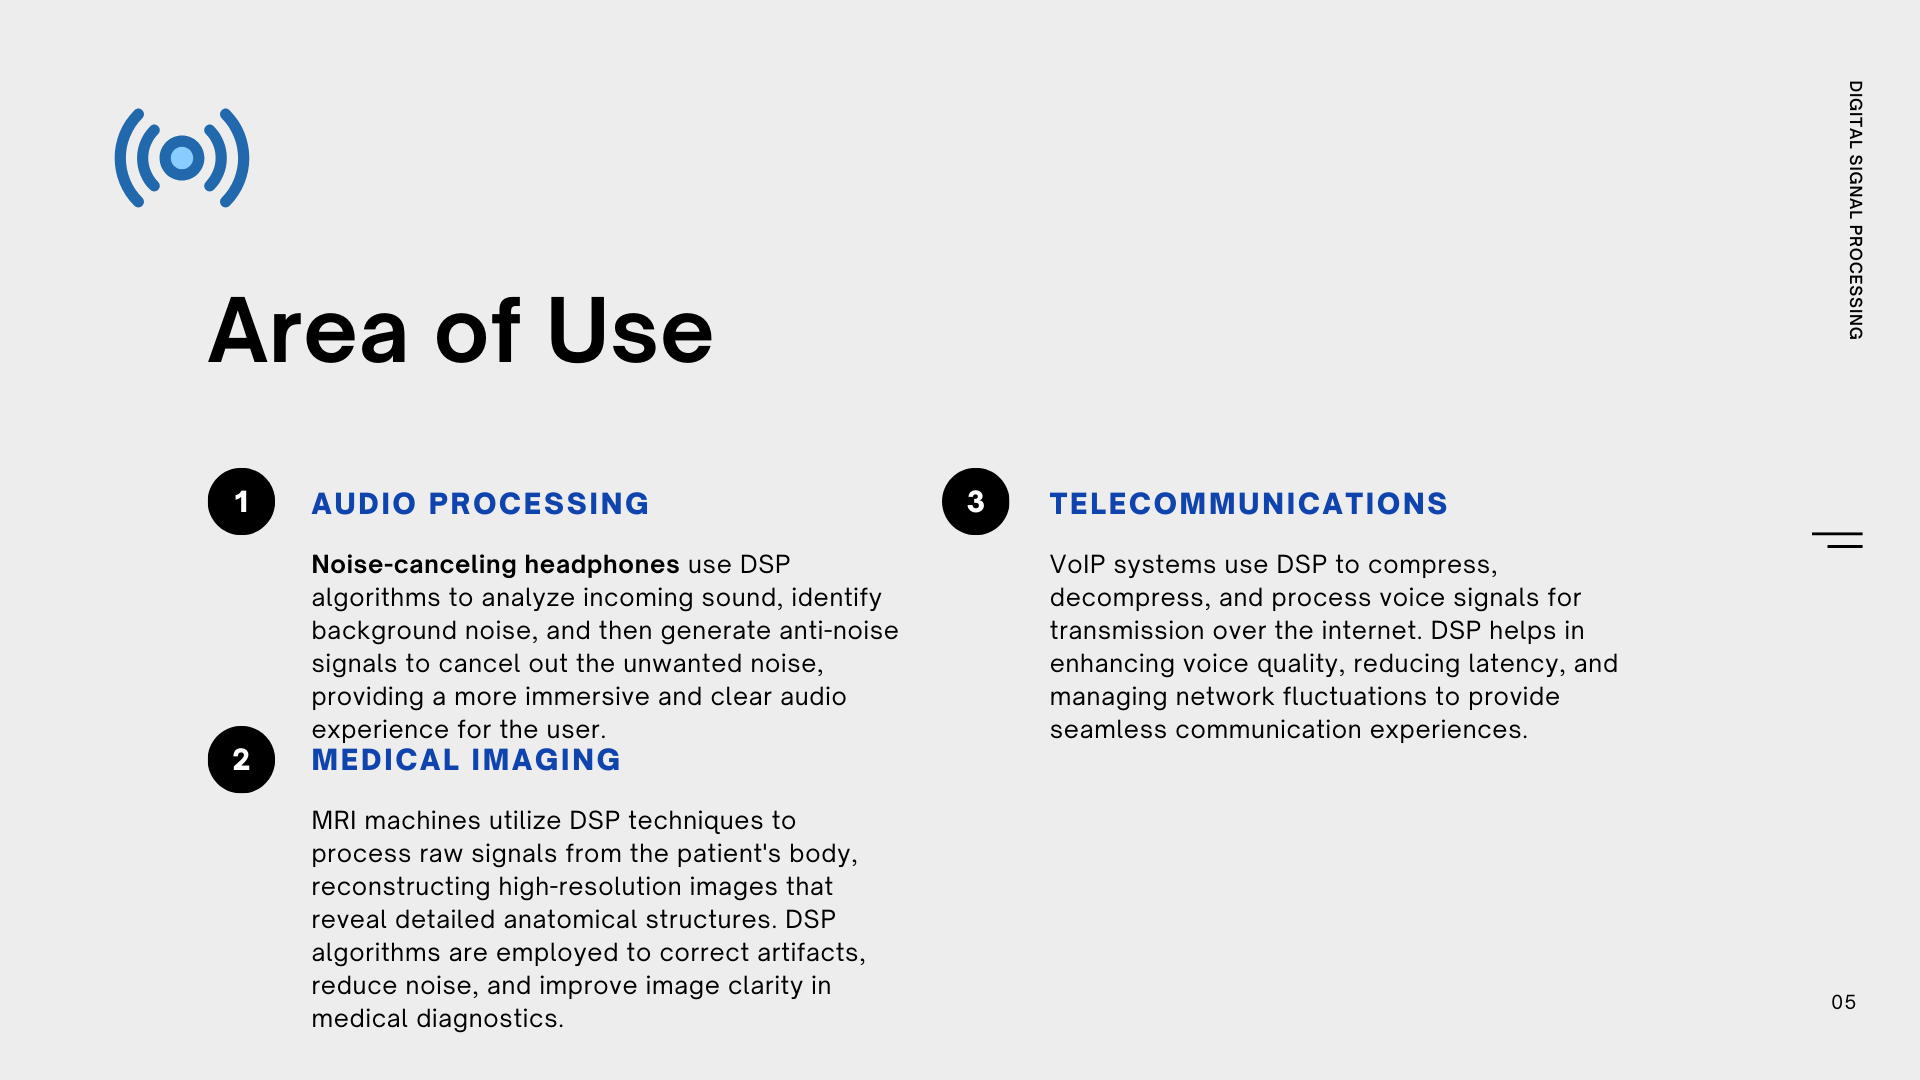 DIGITAL SIGNAL PROCESSING
Area of Use
1
AUDIO PROCESSING
Noise-canceling headphones use DSP
algorithms to analyze incoming sound, identify
background noise, and then generate anti-noise
signals to cancel out the unwanted noise,
providing a more immersive and clear audio
experience for the user.
2
MEDICAL IMAGING
MRI machines utilize DSP techniques to
process raw signals from the patient's body,
reconstructing high-resolution images that
reveal detailed anatomical structures. DSP
algorithms are employed to correct artifacts,
reduce noise, and improve image clarity in
medical diagnostics.
3
TELECOMMUNICATIONS
VoIP systems use DSP to compress,
decompress, and process voice signals for
transmission over the internet. DSP helps in
enhancing voice quality, reducing latency, and
managing network fluctuations to provide
seamless communication experiences.
05